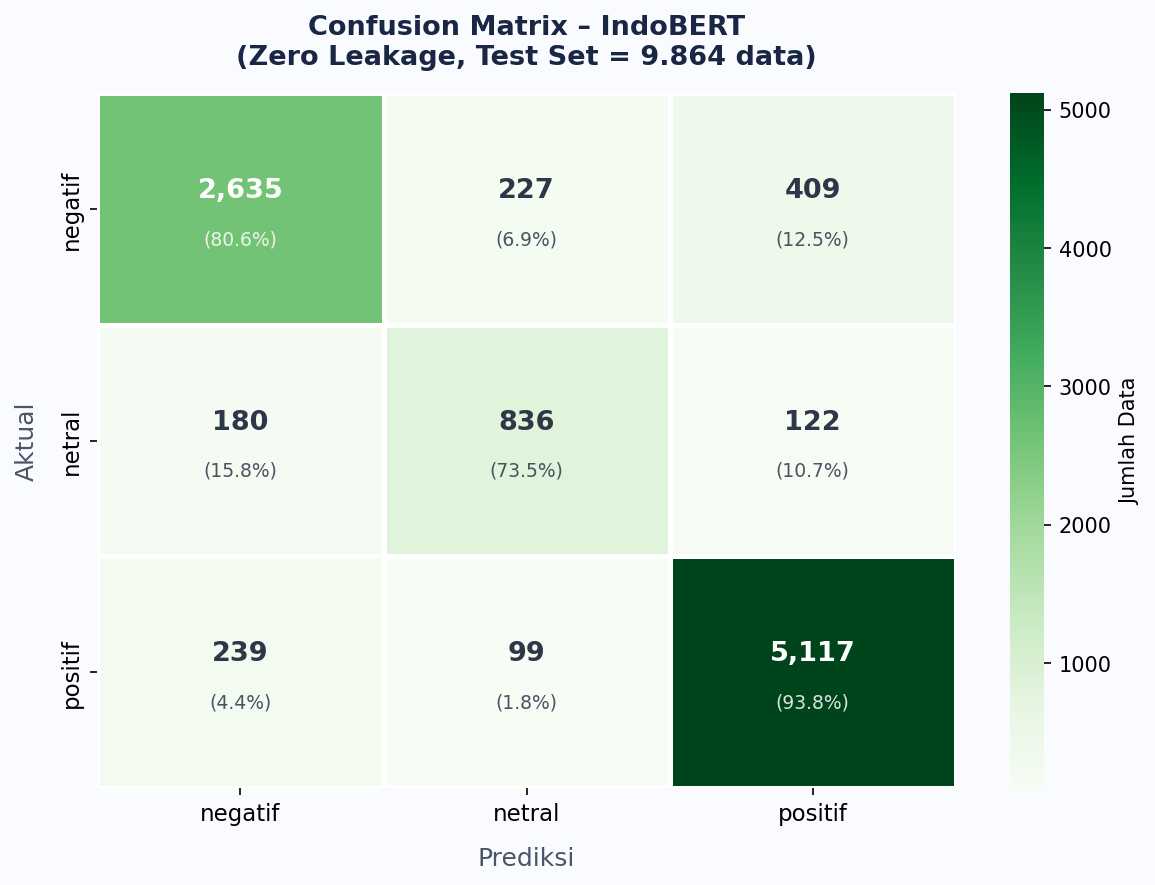 Confusion Matrix – IndoBERT
(Zero Leakage, Test Set = 9.864 data)
Aktual
negatif
2,635
(80.6%)
227
(6.9%)
409
(12.5%)
netral
180
(15.8%)
836
(73.5%)
122
(10.7%)
positif
239
(4.4%)
99
(1.8%)
5,117
(93.8%)
negatif
netral
positif
Prediksi
5000
4000
3000
2000
1000
Jumlah Data